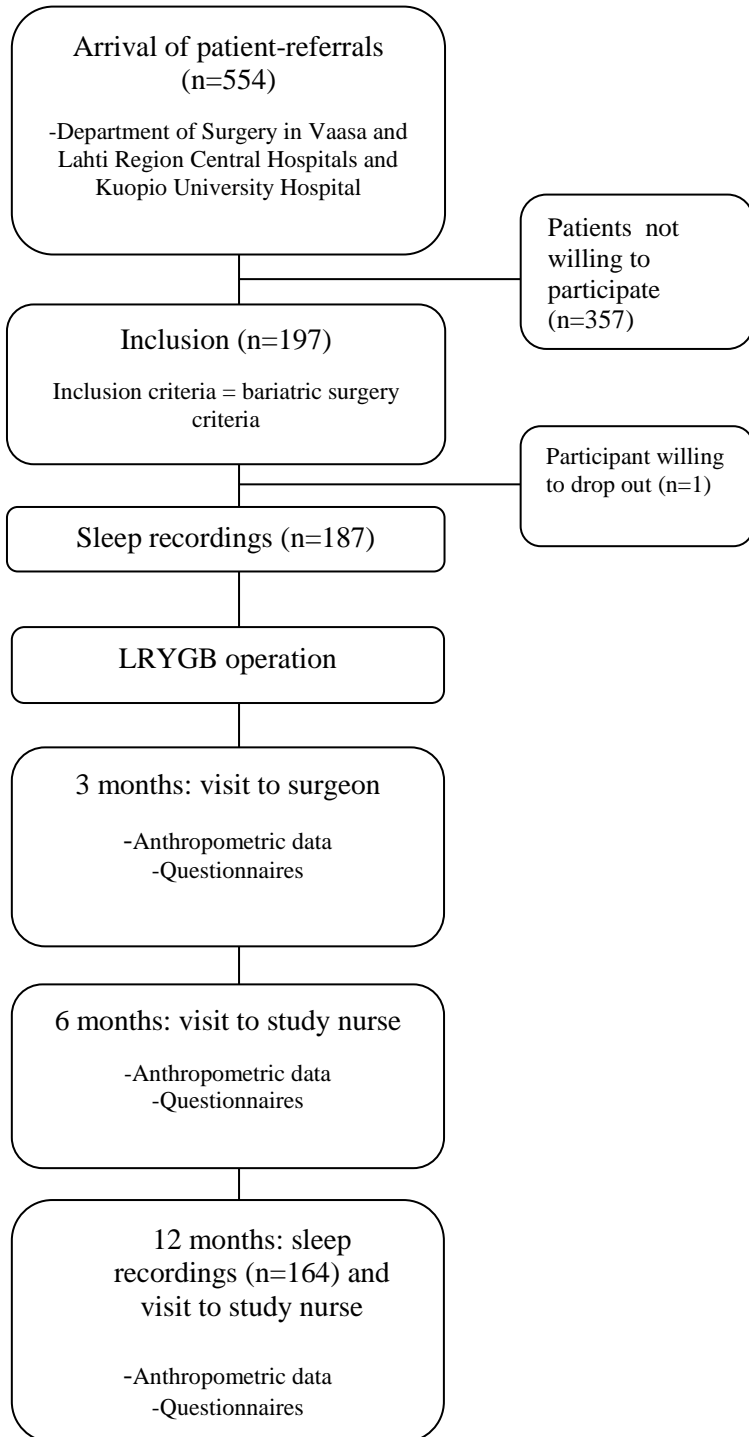 Arrival of patient-referrals
(n=554)
-Department of Surgery in Vaasa and
Lahti Region Central Hospitals and
Kuopio University Hospital
Patients not
willing to
participate
(n=357)
Inclusion (n=197)
Inclusion criteria = bariatric surgery
criteria
Participant willing
to drop out (n=1)
Sleep recordings (n=187)
LRYGB operation
3 months: visit to surgeon
-Anthropometric data
-Questionnaires
6 months: visit to study nurse
-Anthropometric data
-Questionnaires
12 months: sleep
recordings (n=164) and
visit to study nurse
-Anthropometric data
-Questionnaires